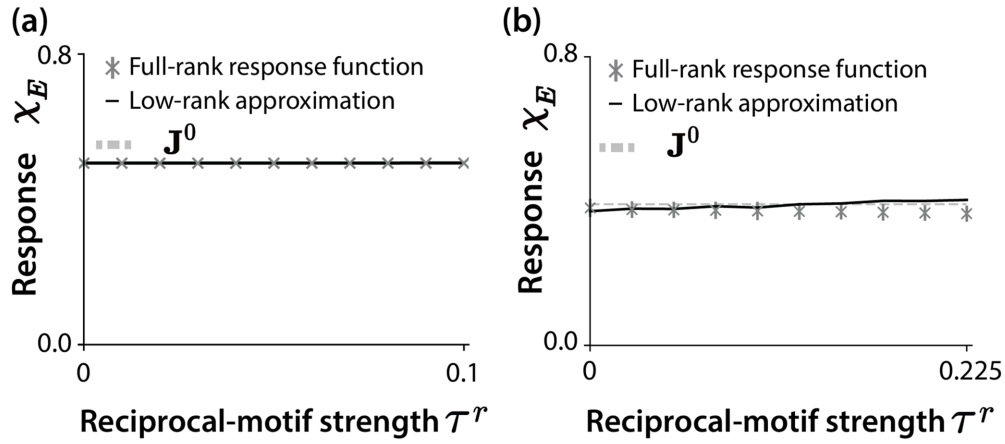 (a)
0.8
Full-rank response function
Low-rank approximation
J⁰
Response χ_E
0.0
0
0.1
Reciprocal-motif strength τʳ
(b)
0.8
Full-rank response function
Low-rank approximation
J⁰
Response χ_E
0.0
0
0.225
Reciprocal-motif strength τʳ